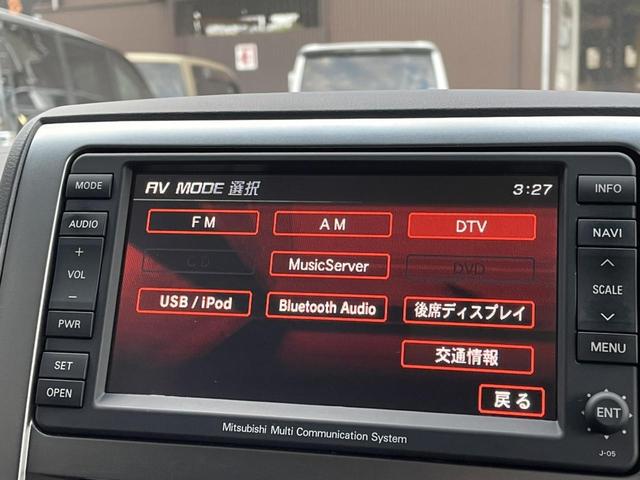 AV MODE 選択 3:27
FM AM DTV
CD MusicServer DVD
USB / iPod Bluetooth Audio 後席ディスプレイ
交通情報
戻る
MODE
AUDIO
+
VOL
−
PWR
SET
OPEN
INFO
NAVI
SCALE
MENU
ENT
J-05
Mitsubishi Multi Communication System